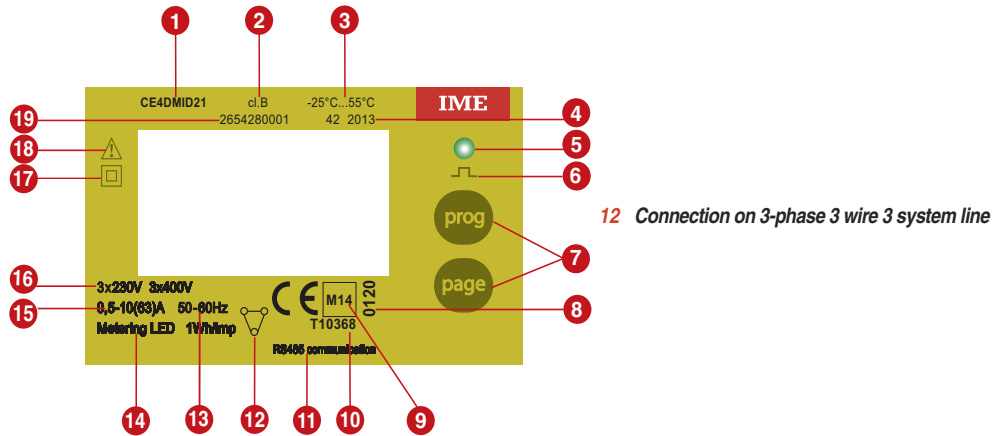 1 2 3
CE4DMID21 cl.B -25°C...55°C IME
19 2654280001 42 2013 4
18 5
17 6
prog
12 Connection on 3-phase 3 wire 3 system line
7
page
16 3x230V 3x400V
15 0,5-10(63)A 50-60Hz CE M14 0120 8
Metering LED 1Wh/imp T10368
RS485 communication
14 13 12 11 10 9